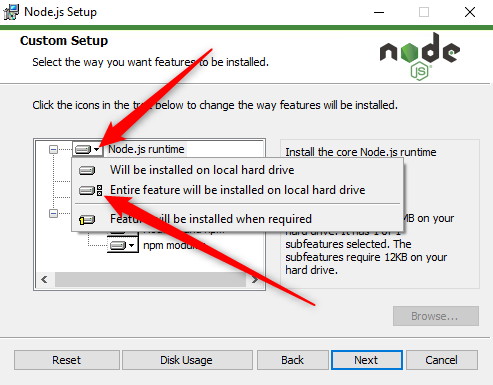 Node.js Setup
Custom Setup
Select the way you want features to be installed.
node
JS
Click the icons in the tree below to change the way features will be installed.
Node.js runtime
Install the core Node.js runtime
Will be installed on local hard drive
Entire feature will be installed on local hard drive
Feature will be installed when required
MB on your
hard drive. It has 1 of 1
subfeatures selected. The
subfeatures require 12KB on your
hard drive.
npm modules
Browse...
Reset
Disk Usage
Back
Next
Cancel